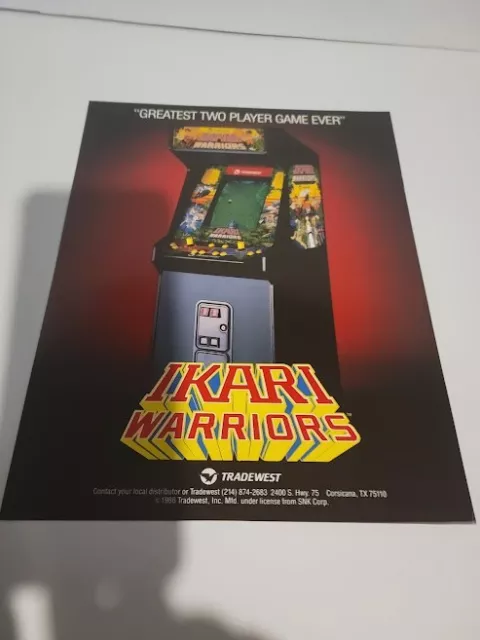 "GREATEST TWO PLAYER GAME EVER"
WARRIORS
IKARI
WARRIORS™
TRADEWEST
Contact your local distributor or Tradewest (214) 874-2683 2400 S. Hwy. 75 Corsicana, TX 75110
©1986 Tradewest, Inc. Mfd. under license from SNK Corp.